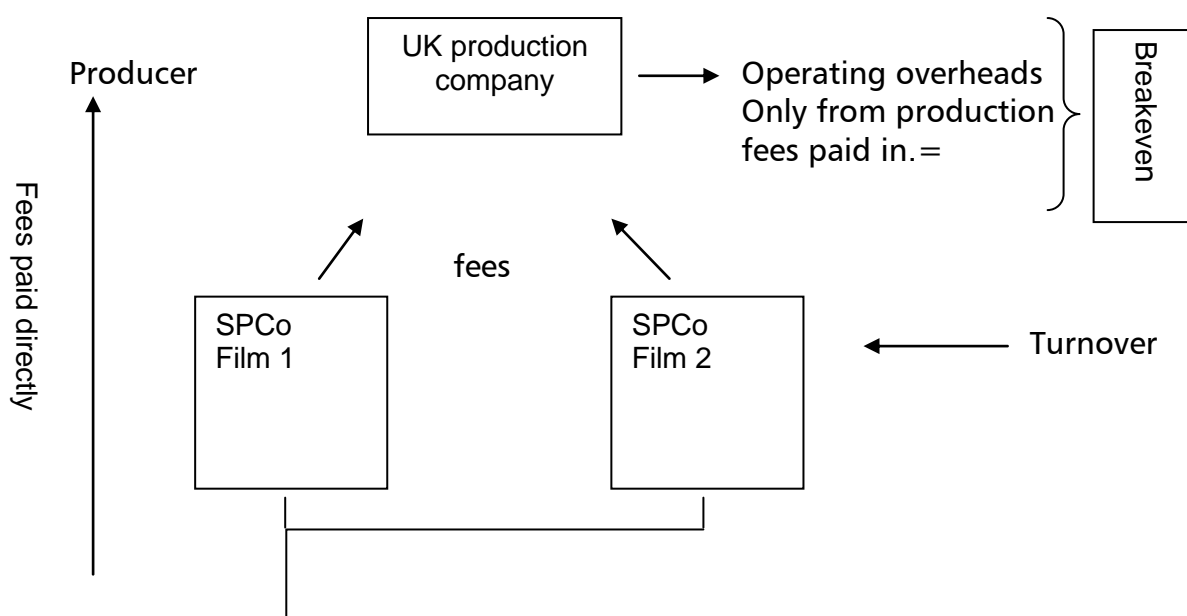 UK production
company
Producer
Operating overheads
Only from production
fees paid in.=
Breakeven
Fees paid directly
fees
SPCo
Film 1
SPCo
Film 2
Turnover